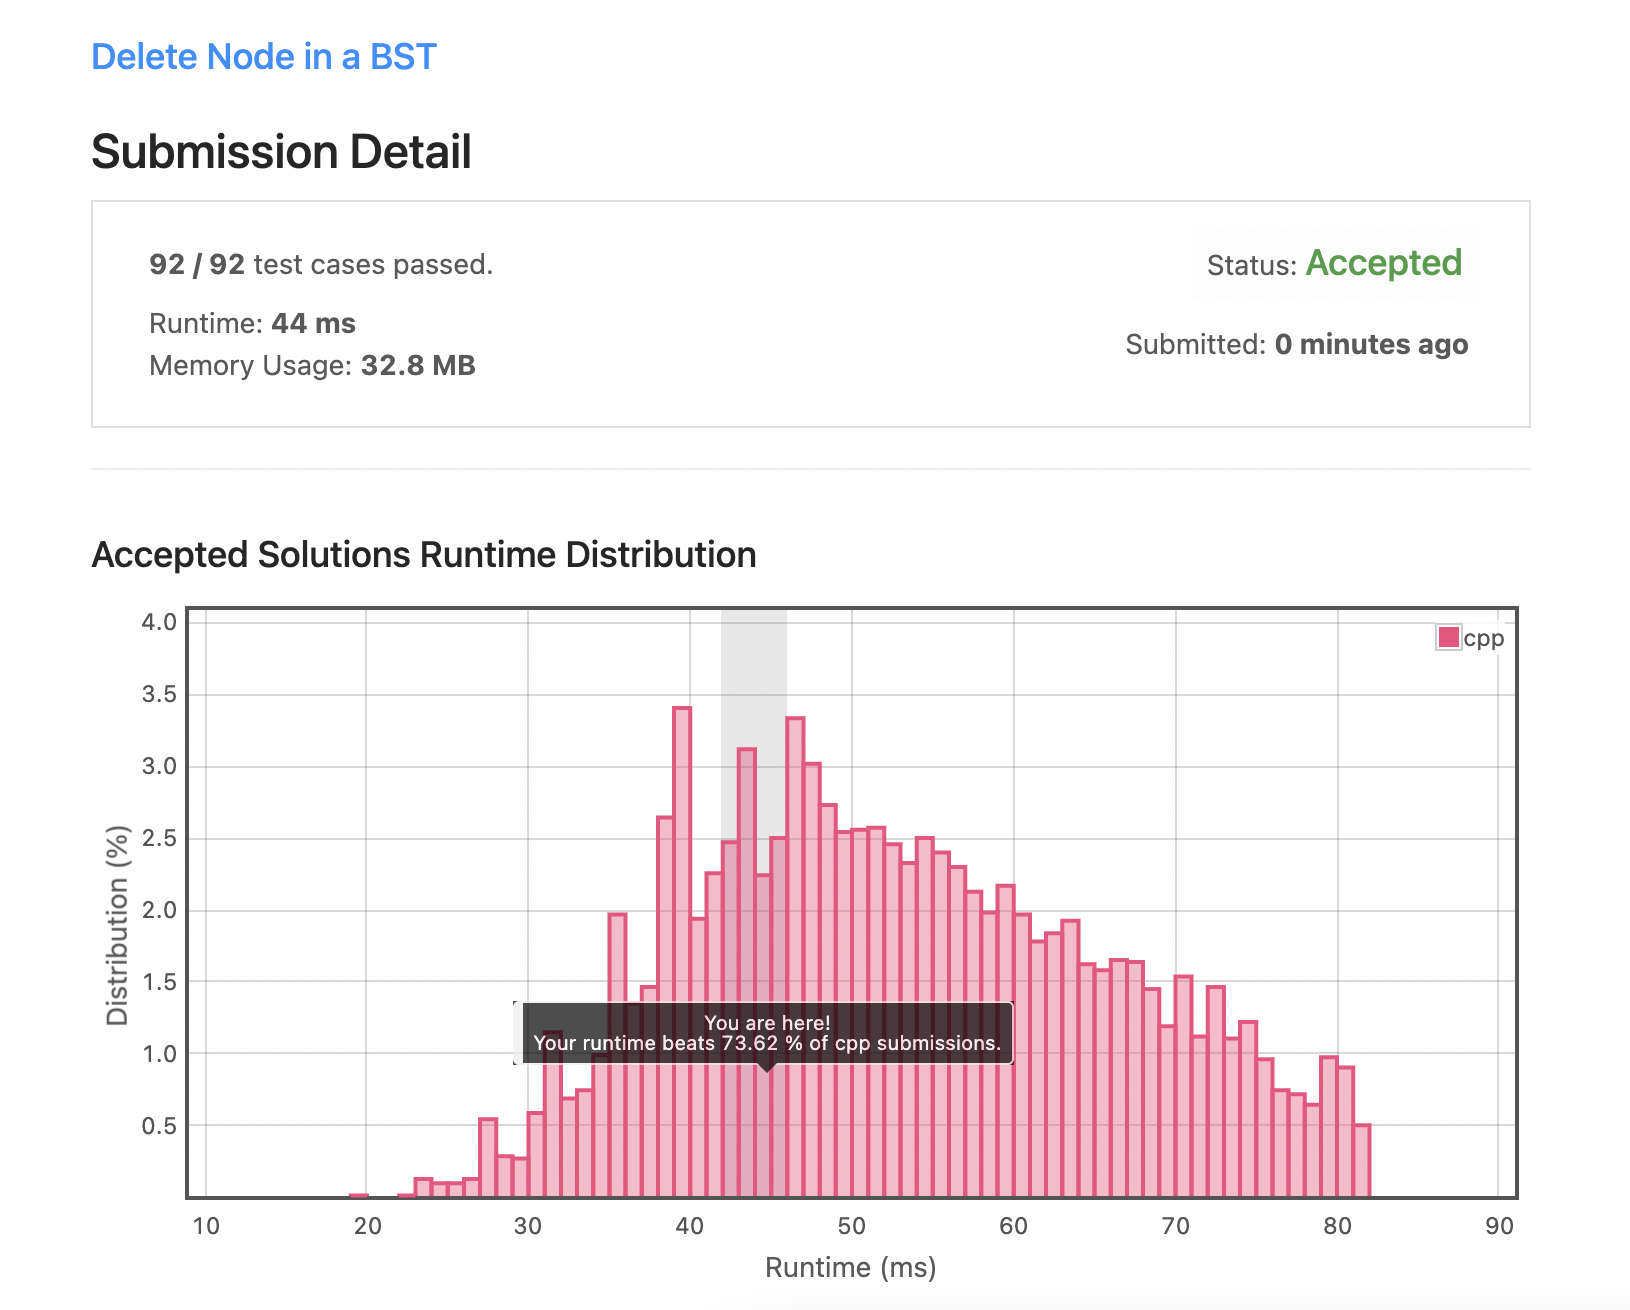 Delete Node in a BST
Submission Detail
92 / 92 test cases passed.
Status: Accepted
Runtime: 44 ms
Memory Usage: 32.8 MB
Submitted: 0 minutes ago
Accepted Solutions Runtime Distribution
cpp
4.0
3.5
3.0
2.5
2.0
1.5
1.0
0.5
Distribution (%)
You are here!
Your runtime beats 73.62 % of cpp submissions.
10 20 30 40 50 60 70 80 90
Runtime (ms)